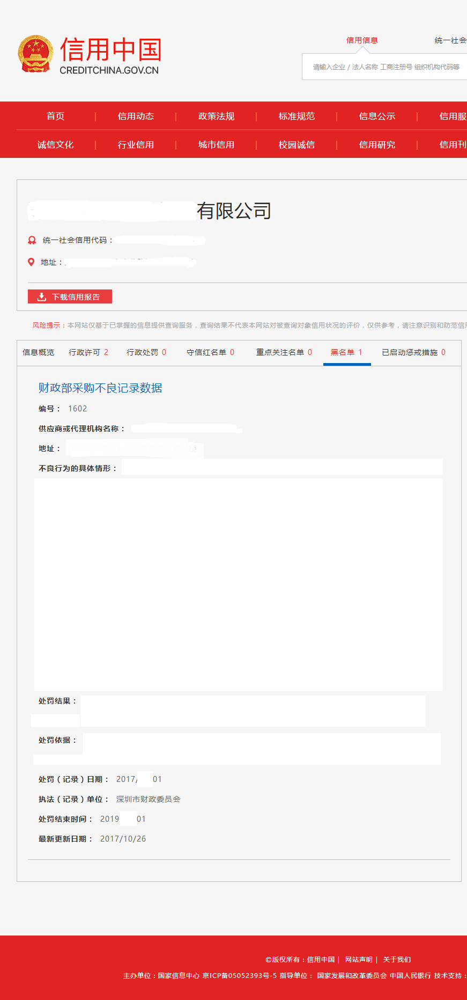 信用中国
CREDITCHINA.GOV.CN
信用信息 统一社会
请输入企业 / 法人名称 工商注册号 组织机构代码等
首页 信用动态 政策法规 标准规范 信息公示 信用服
诚信文化 行业信用 城市信用 校园诚信 信用研究 信用刊
有限公司
统一社会信用代码：
地址：
下载信用报告
风险提示：本网站仅基于已掌握的信息提供查询服务，查询结果不代表本网站对被查询对象信用状况的评价，仅供参考，请注意识别和防范信用
信息概览 行政许可 2 行政处罚 0 守信红名单 0 重点关注名单 0 黑名单 1 已启动惩戒措施 0
财政部采购不良记录数据
编号： 1602
供应商或代理机构名称：
地址：
不良行为的具体情形：
处罚结果：
处罚依据：
处罚（记录）日期： 2017/ 01
执法（记录）单位： 深圳市财政委员会
处罚结束时间： 2019 01
最新更新日期： 2017/10/26
©版权所有：信用中国 | 网站声明 | 关于我们
主办单位：国家信息中心 京ICP备05052393号-5 指导单位： 国家发展和改革委员会 中国人民银行 技术支持：